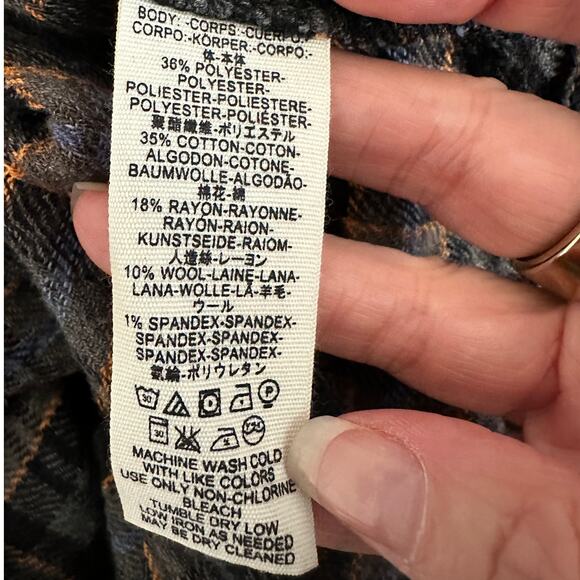 BODY: -CORPS-CUERPO-
CORPO-KÖRPER-CORPO-
体-本体
36% POLYESTER-
POLYESTER-
POLIESTER-POLIESTERE-
POLYESTER-POLIÉSTER-
聚酯纖維-ポリエステル
35% COTTON-COTON-
ALGODON-COTONE-
BAUMWOLLE-ALGODÃO-
棉花-綿
18% RAYON-RAYONNE-
RAYON-RAION-
KUNSTSEIDE-RAIOM-
人造絲-レーヨン
10% WOOL-LAINE-LANA-
LANA-WOLLE-LÃ-羊毛-
ウール
1% SPANDEX-SPANDEX-
SPANDEX-SPANDEX-
SPANDEX-SPANDEX-
氨綸-ポリウレタン
30 P
30
MACHINE WASH COLD
WITH LIKE COLORS
USE ONLY NON-CHLORINE
BLEACH
TUMBLE DRY LOW
LOW IRON AS NEEDED
MAY BE DRY CLEANED